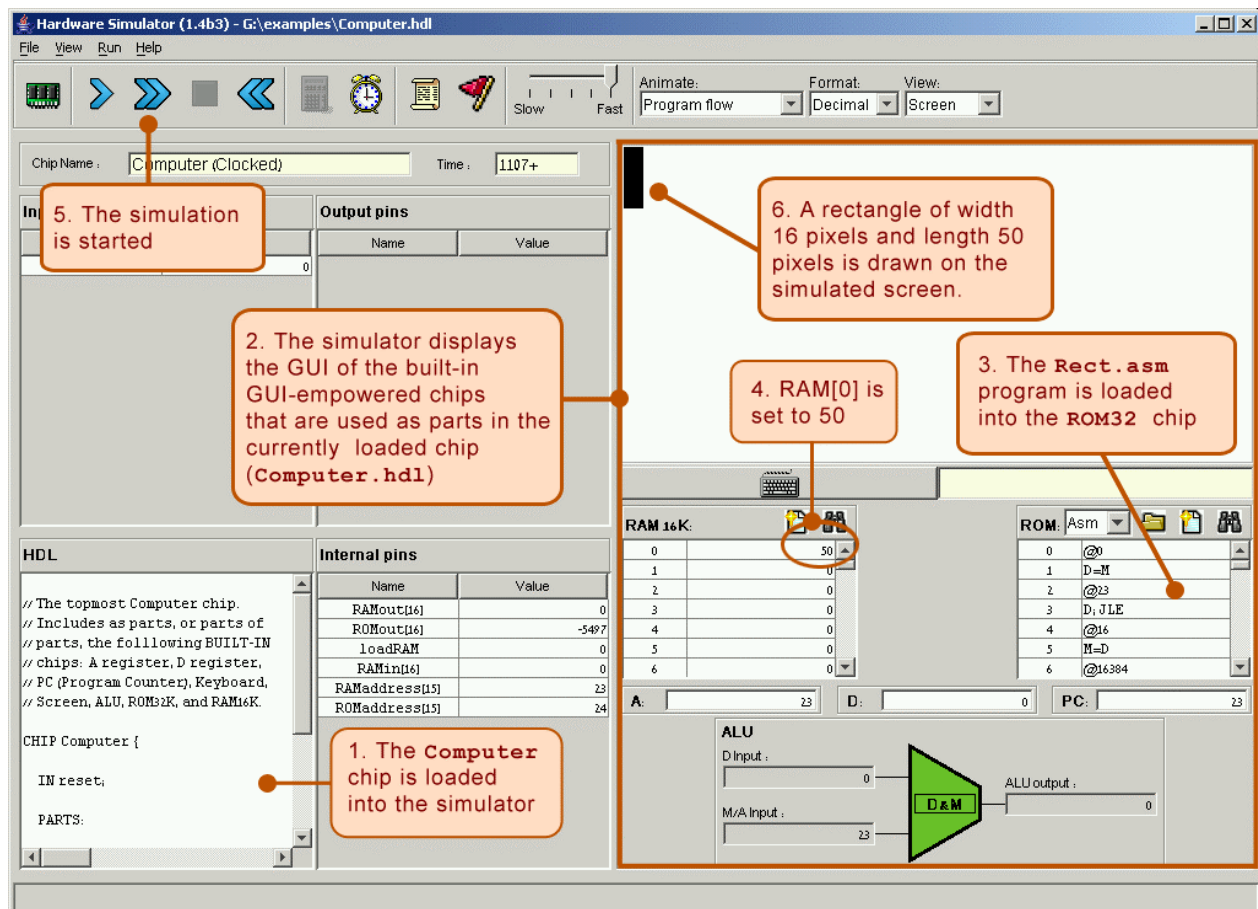 Hardware Simulator (1.4b3) - G:\examples\Computer.hdl
File View Run Help
Slow Fast
Animate:
Program flow
Format:
Decimal
View:
Screen
Chip Name :
Computer (Clocked)
Time :
1107+
Inp
0
5. The simulation
is started
Output pins
Name Value
6. A rectangle of width
16 pixels and length 50
pixels is drawn on the
simulated screen.
2. The simulator displays
the GUI of the built-in
GUI-empowered chips
that are used as parts in the
currently loaded chip
(Computer.hdl)
4. RAM[0] is
set to 50
3. The Rect.asm
program is loaded
into the ROM32 chip
HDL
// The topmost Computer chip.
// Includes as parts, or parts of
// parts, the folllowing BUILT-IN
// chips: A register, D register,
// PC (Program Counter), Keyboard,
// Screen, ALU, ROM32K, and RAM16K.
CHIP Computer {
IN reset;
PARTS:
Internal pins
Name Value
RAMout[16] 0
ROMout[16] -5497
loadRAM 0
RAMin[16] 0
RAMaddress[15] 23
ROMaddress[15] 24
1. The Computer
chip is loaded
into the simulator
RAM 16K:
0 50
1 0
2 0
3 0
4 0
5 0
6 0
ROM: Asm
0 @0
1 D=M
2 @23
3 D;JLE
4 @16
5 M=D
6 @16384
A: 23
D: 0
PC: 23
ALU
D Input :
0
M/A Input :
23
D&M
ALU output :
0